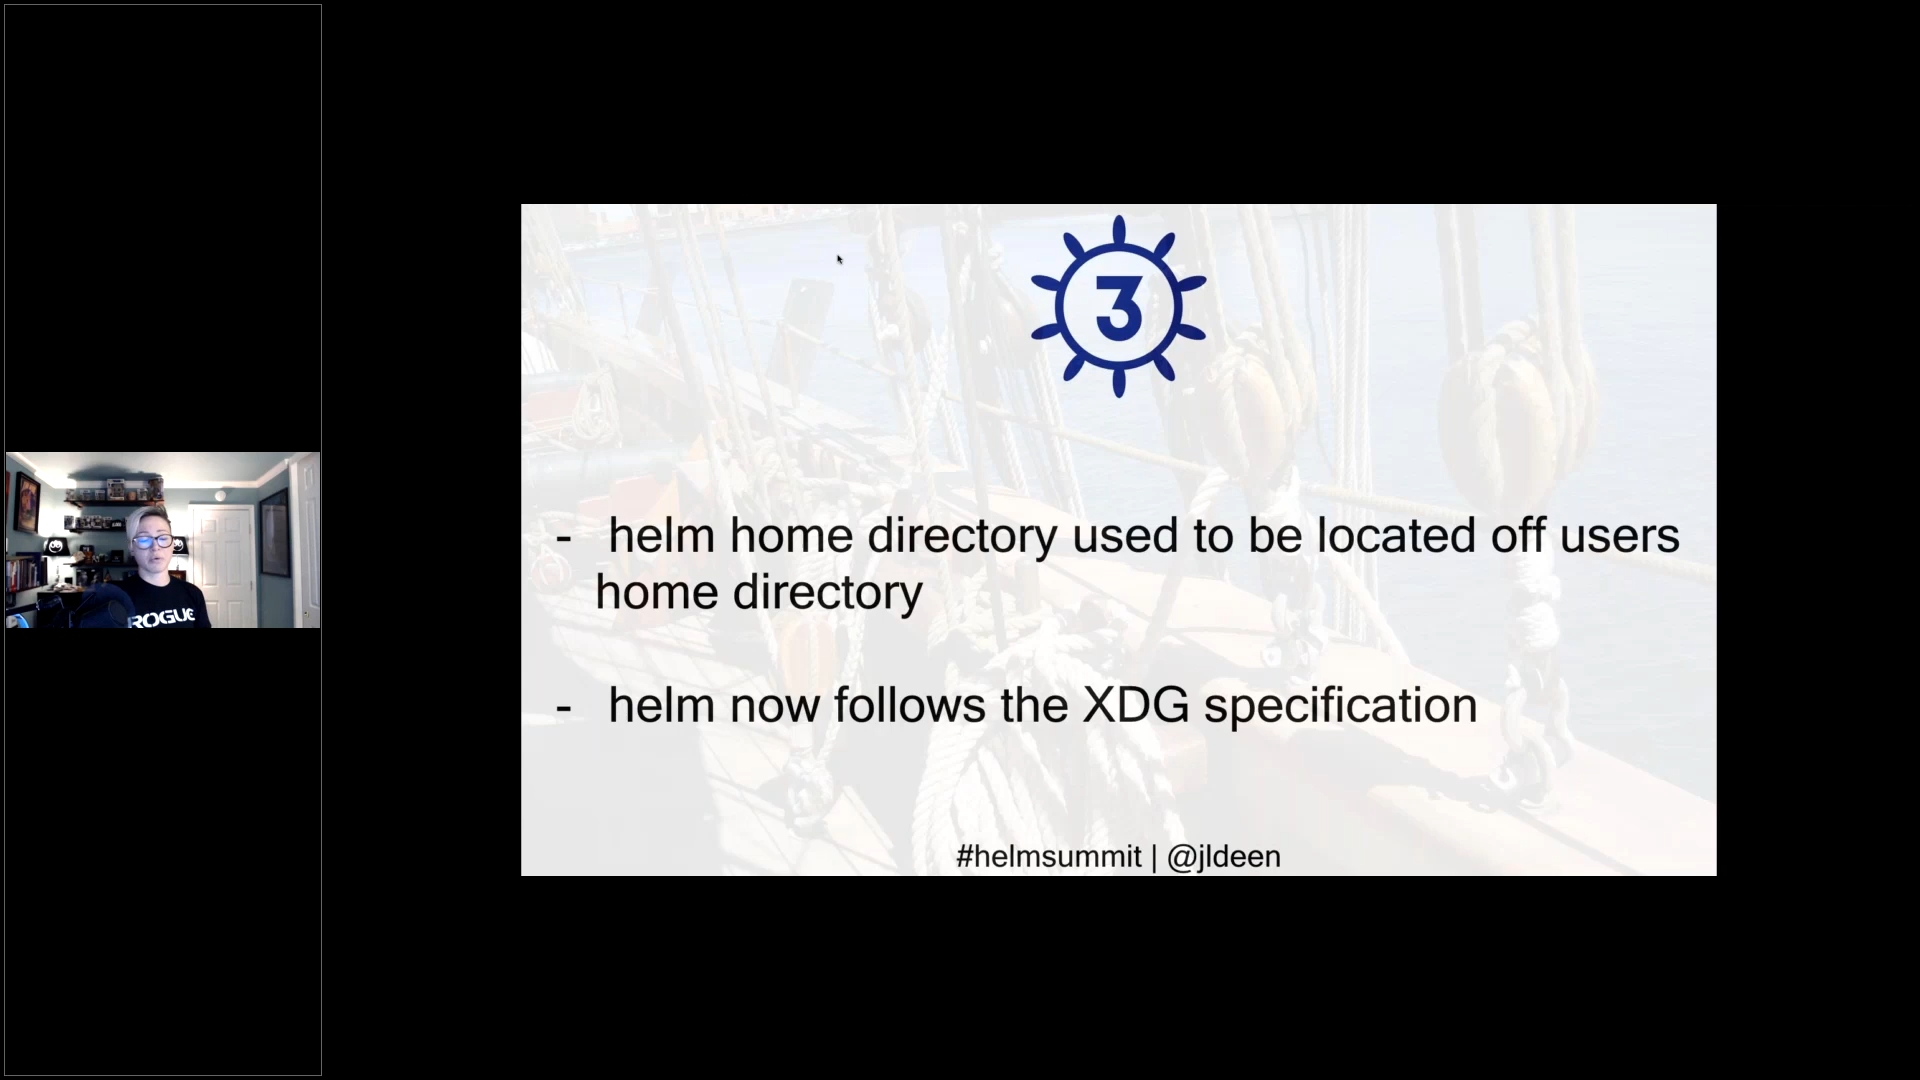 3
- helm home directory used to be located off users
home directory
- helm now follows the XDG specification
#helmsummit | @jldeen
ROGUE